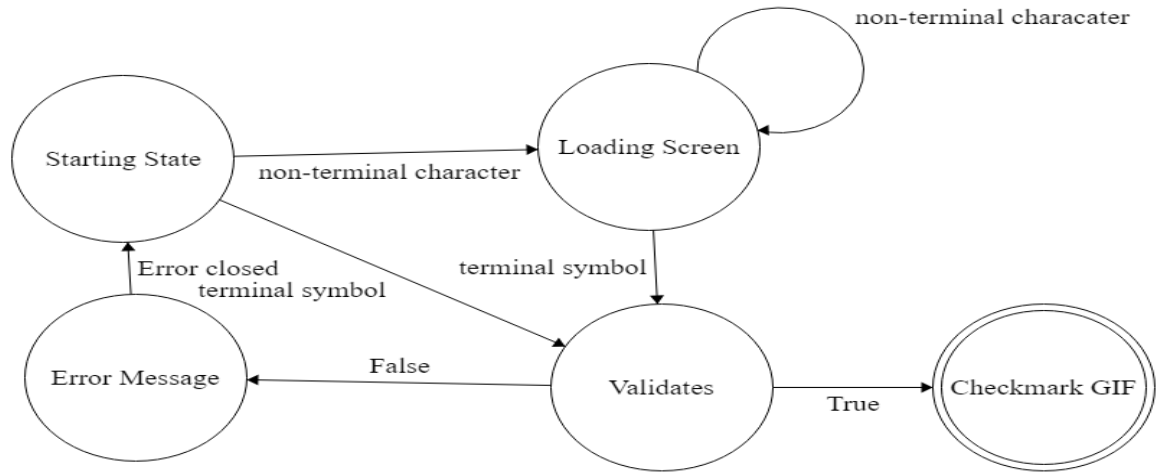 non-terminal characater
Starting State
Loading Screen
non-terminal character
Error closed
terminal symbol
terminal symbol
Error Message
False
Validates
True
Checkmark GIF